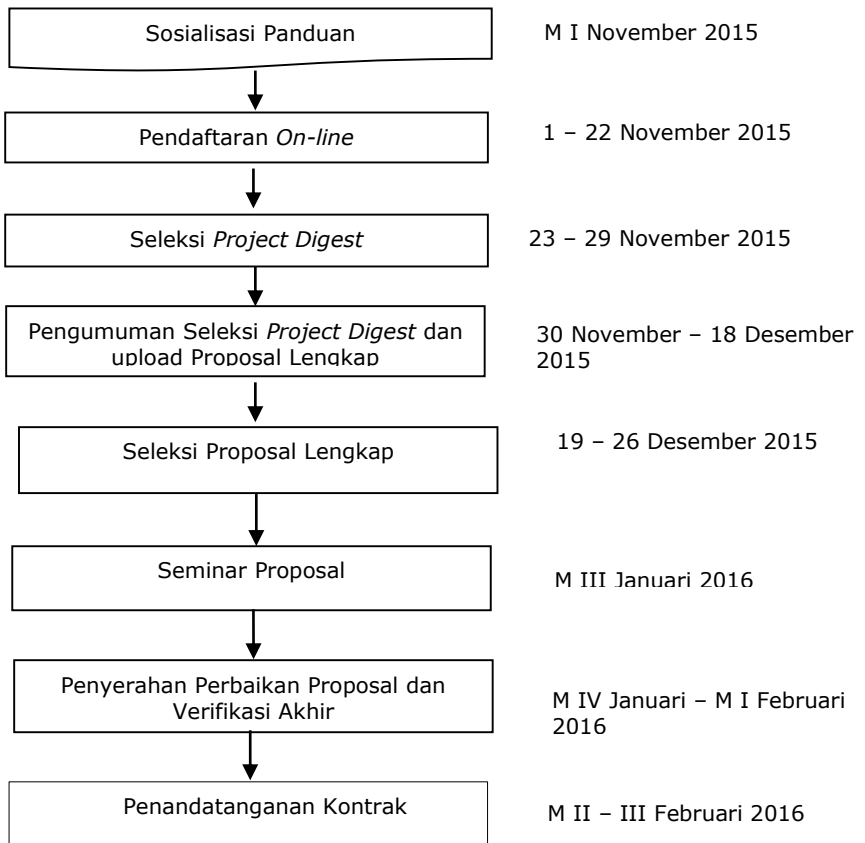 Sosialisasi Panduan
M I November 2015
Pendaftaran On-line
1 – 22 November 2015
Seleksi Project Digest
23 – 29 November 2015
Pengumuman Seleksi Project Digest dan
upload Proposal Lengkap
30 November – 18 Desember
2015
Seleksi Proposal Lengkap
19 – 26 Desember 2015
Seminar Proposal
M III Januari 2016
Penyerahan Perbaikan Proposal dan
Verifikasi Akhir
M IV Januari – M I Februari
2016
Penandatanganan Kontrak
M II – III Februari 2016